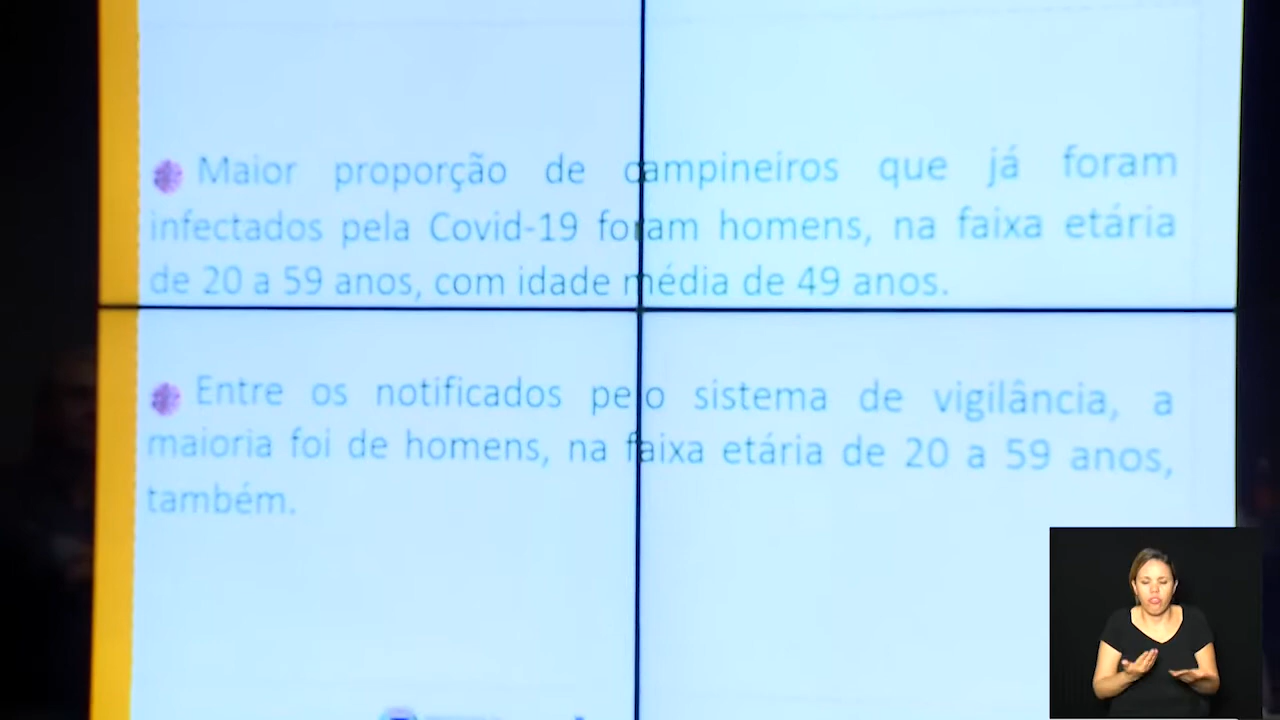 Maior proporção de campineiros que já foram
infectados pela Covid-19 foram homens, na faixa etária
de 20 a 59 anos, com idade média de 49 anos.
Entre os notificados pelo sistema de vigilância, a
maioria foi de homens, na faixa etária de 20 a 59 anos,
também.